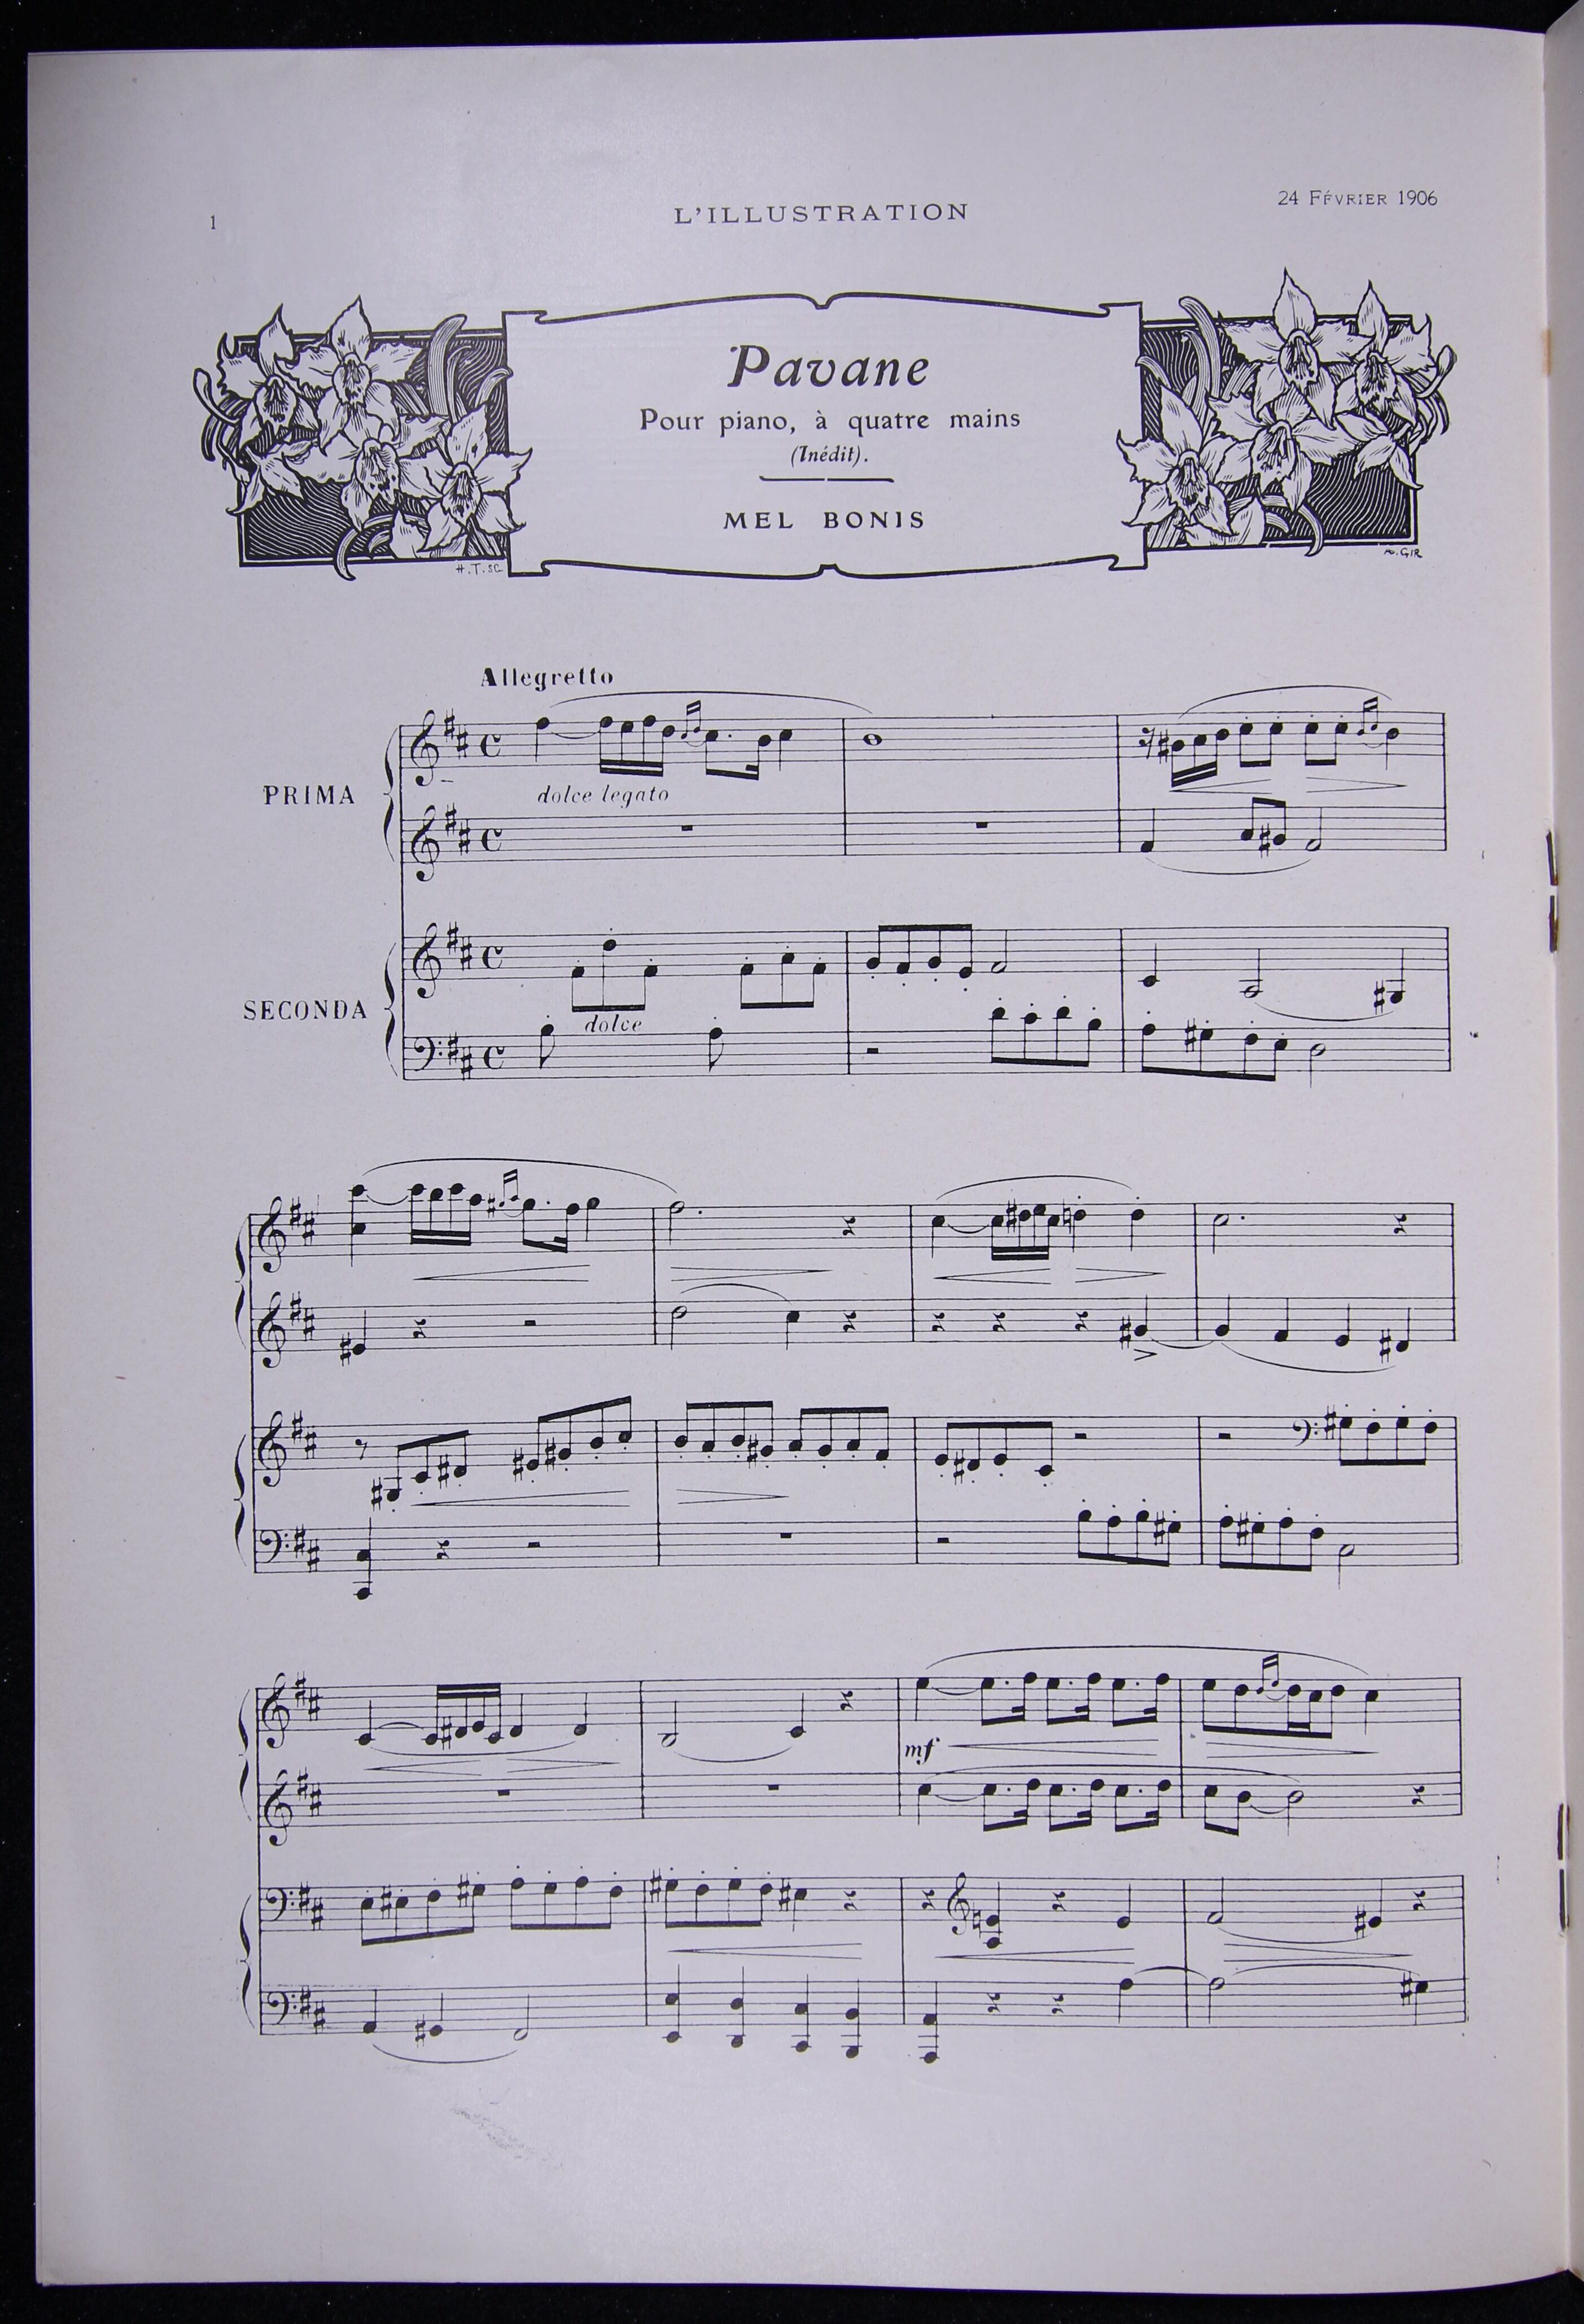 1
L'ILLUSTRATION
24 FÉVRIER 1906
Pavane
Pour piano, à quatre mains
(Inédit).
MEL BONIS
H.T.SC
Allegretto
PRIMA
dolce legato
SECONDA
dolce
mf